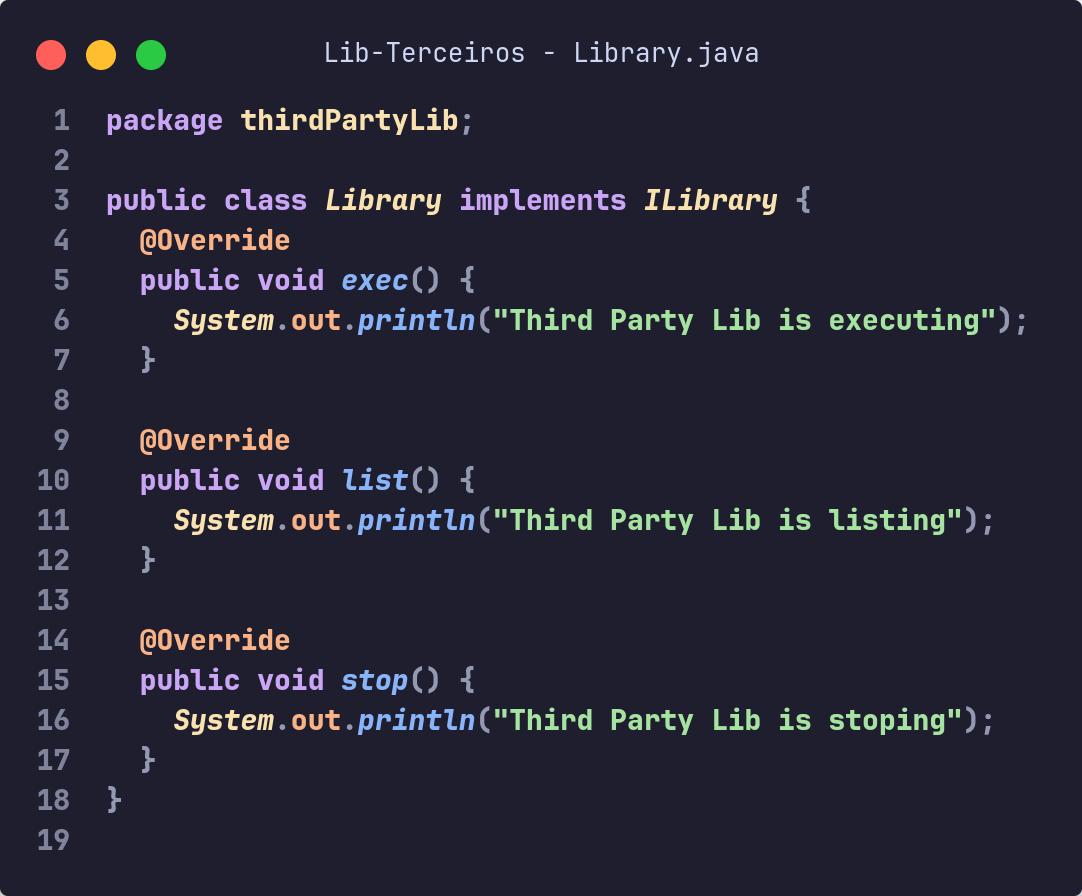 Lib-Terceiros - Library.java
1 package thirdPartyLib;
2
3 public class Library implements ILibrary {
4   @Override
5   public void exec() {
6     System.out.println("Third Party Lib is executing");
7   }
8
9   @Override
10   public void list() {
11     System.out.println("Third Party Lib is listing");
12   }
13
14   @Override
15   public void stop() {
16     System.out.println("Third Party Lib is stoping");
17   }
18 }
19